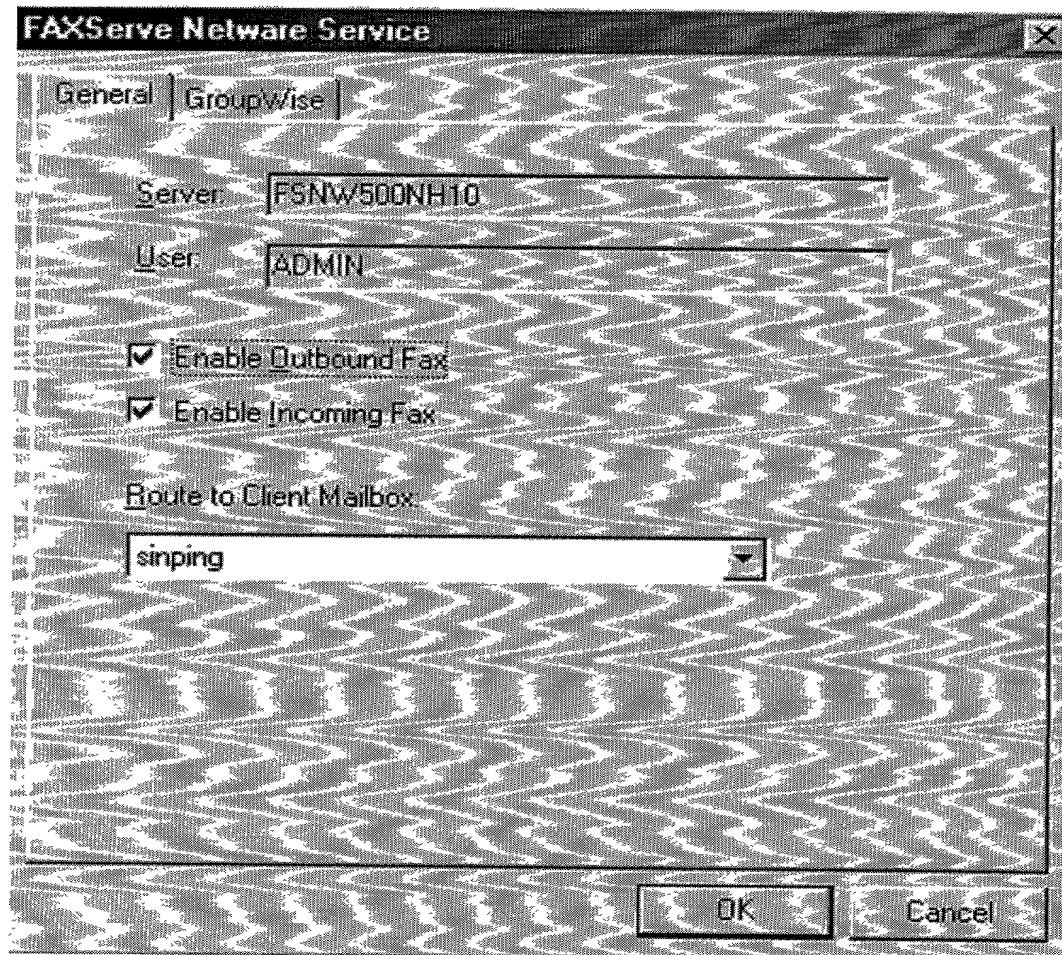 FAXServe Netware Service
General GroupWise
Server: FSNW500NH10
User: ADMIN
Enable Outbound Fax
Enable Incoming Fax
Route to Client Mailbox:
sinping
OK Cancel